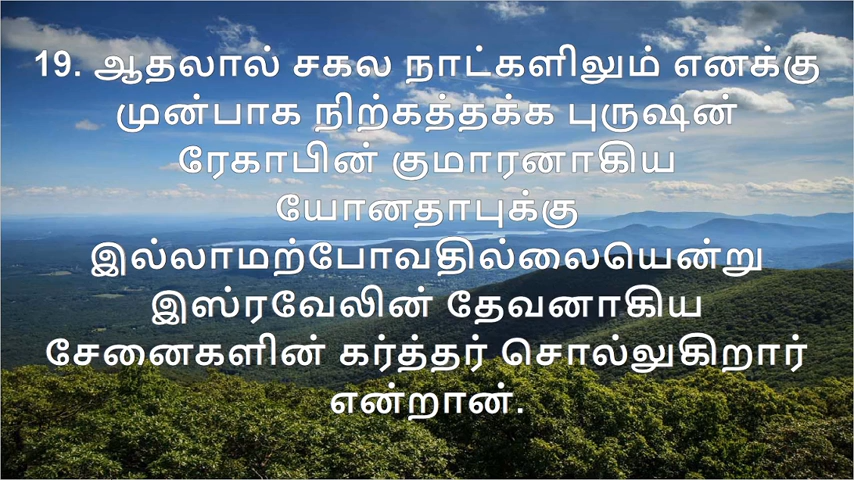 19. ஆதலால் சகல நாட்களிலும் எனக்கு
முன்பாக நிற்கத்தக்க புருஷன்
ரேகாபின் குமாரனாகிய
யோனதாபுக்கு
இல்லாமற்போவதில்லையென்று
இஸ்ரவேலின் தேவனாகிய
சேனைகளின் கர்த்தர் சொல்லுகிறார்
என்றான்.